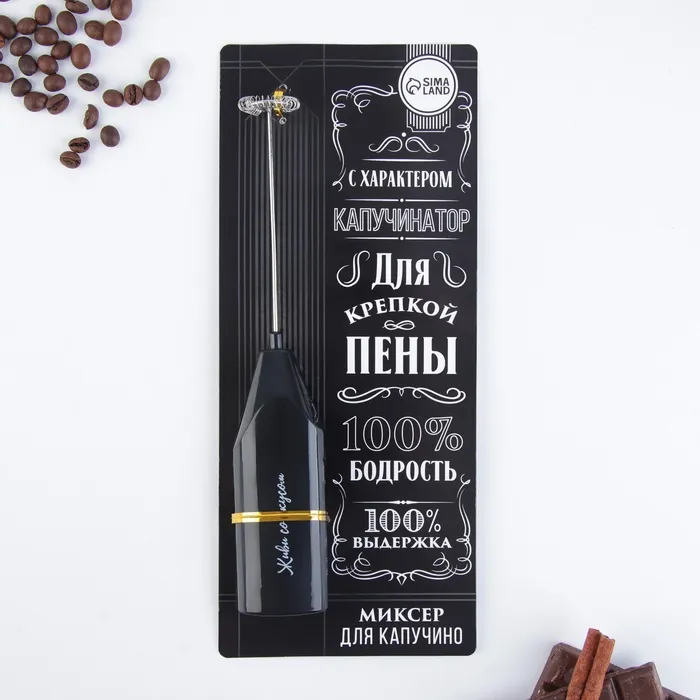 SIMA
LAND
С ХАРАКТЕРОМ
КАПУЧИНАТОР
Для
КРЕПКОЙ
ПЕНЫ
100%
БОДРОСТЬ
100%
ВЫДЕРЖКА
МИКСЕР
ДЛЯ КАПУЧИНО
Живи со вкусом